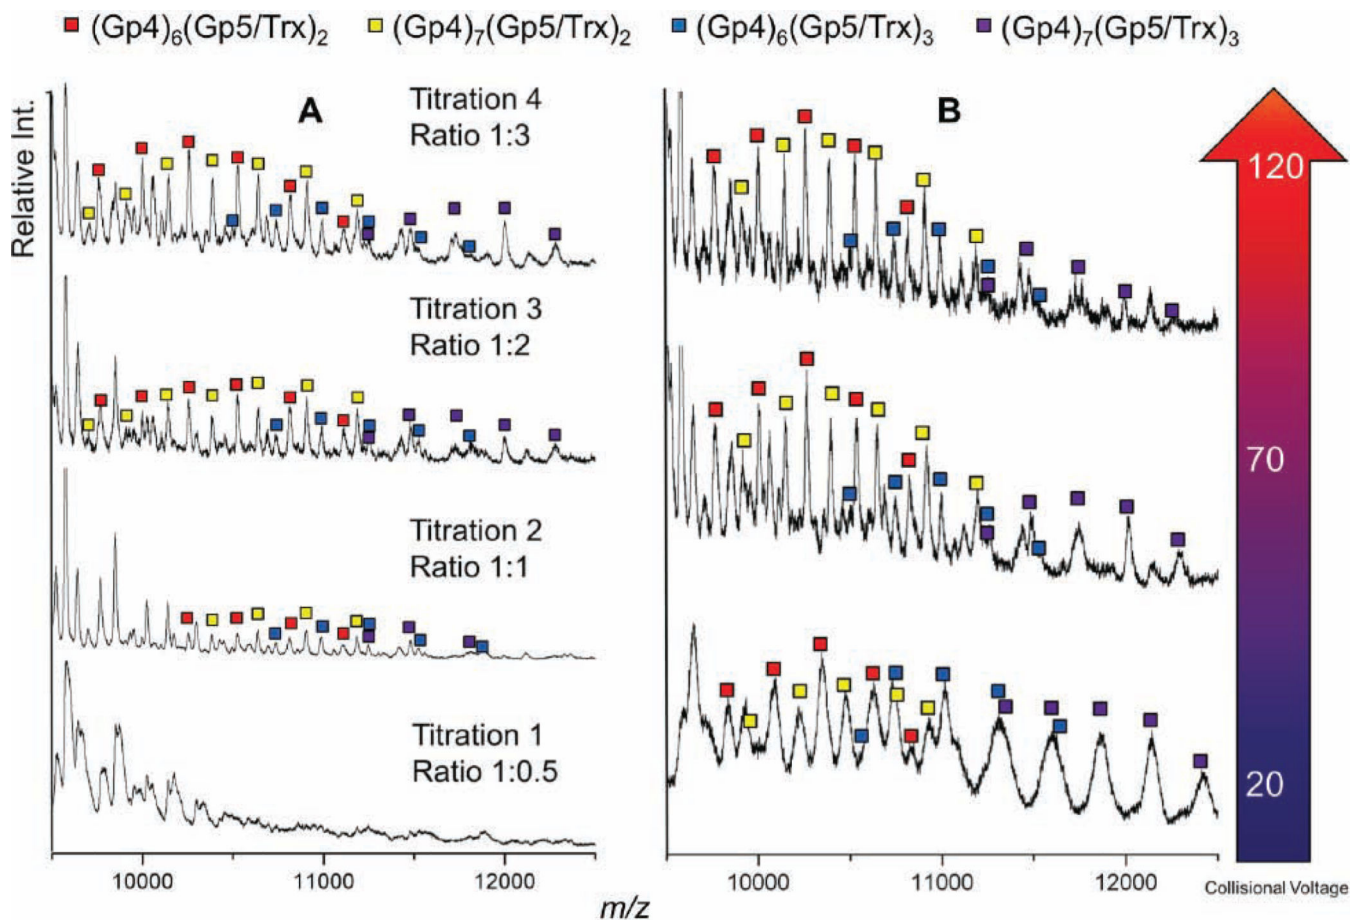 (Gp4)6(Gp5/Trx)2 (Gp4)7(Gp5/Trx)2 (Gp4)6(Gp5/Trx)3 (Gp4)7(Gp5/Trx)3
A
Titration 4
Ratio 1:3
Titration 3
Ratio 1:2
Titration 2
Ratio 1:1
Titration 1
Ratio 1:0.5
Relative Int.
10000 11000 12000
B
10000 11000 12000
m/z
120
70
20
Collisional Voltage